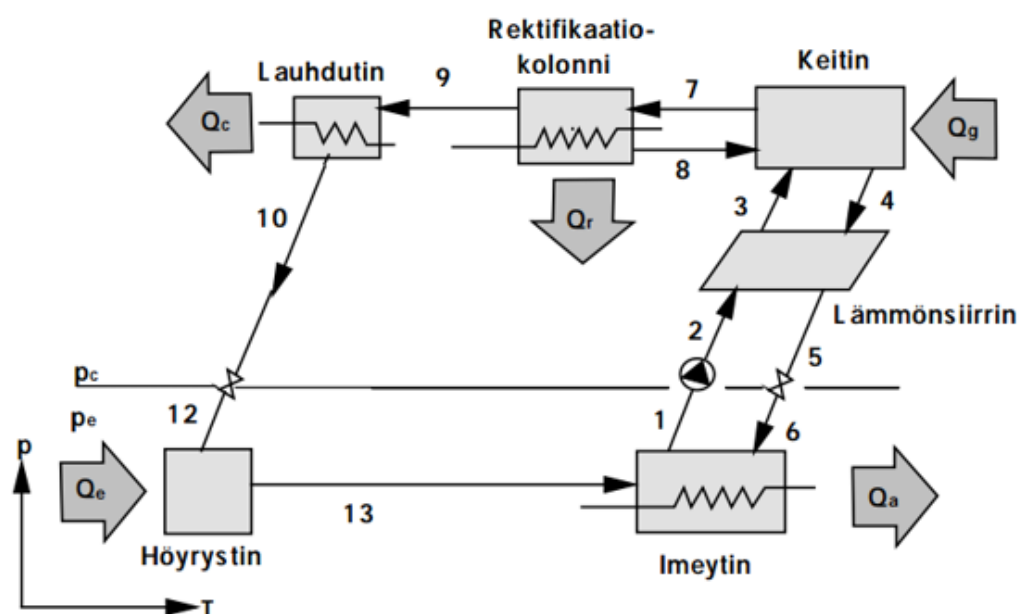 Rektifikaatio-
kolonni
Lauhdutin
9
7
Keitin
Qc
Qg
8
10
Qr
3
4
2
Lämmönsiirrin
5
pc
12
pe
1
6
p
Qe
13
Qa
Höyrystin
Imeytin
T